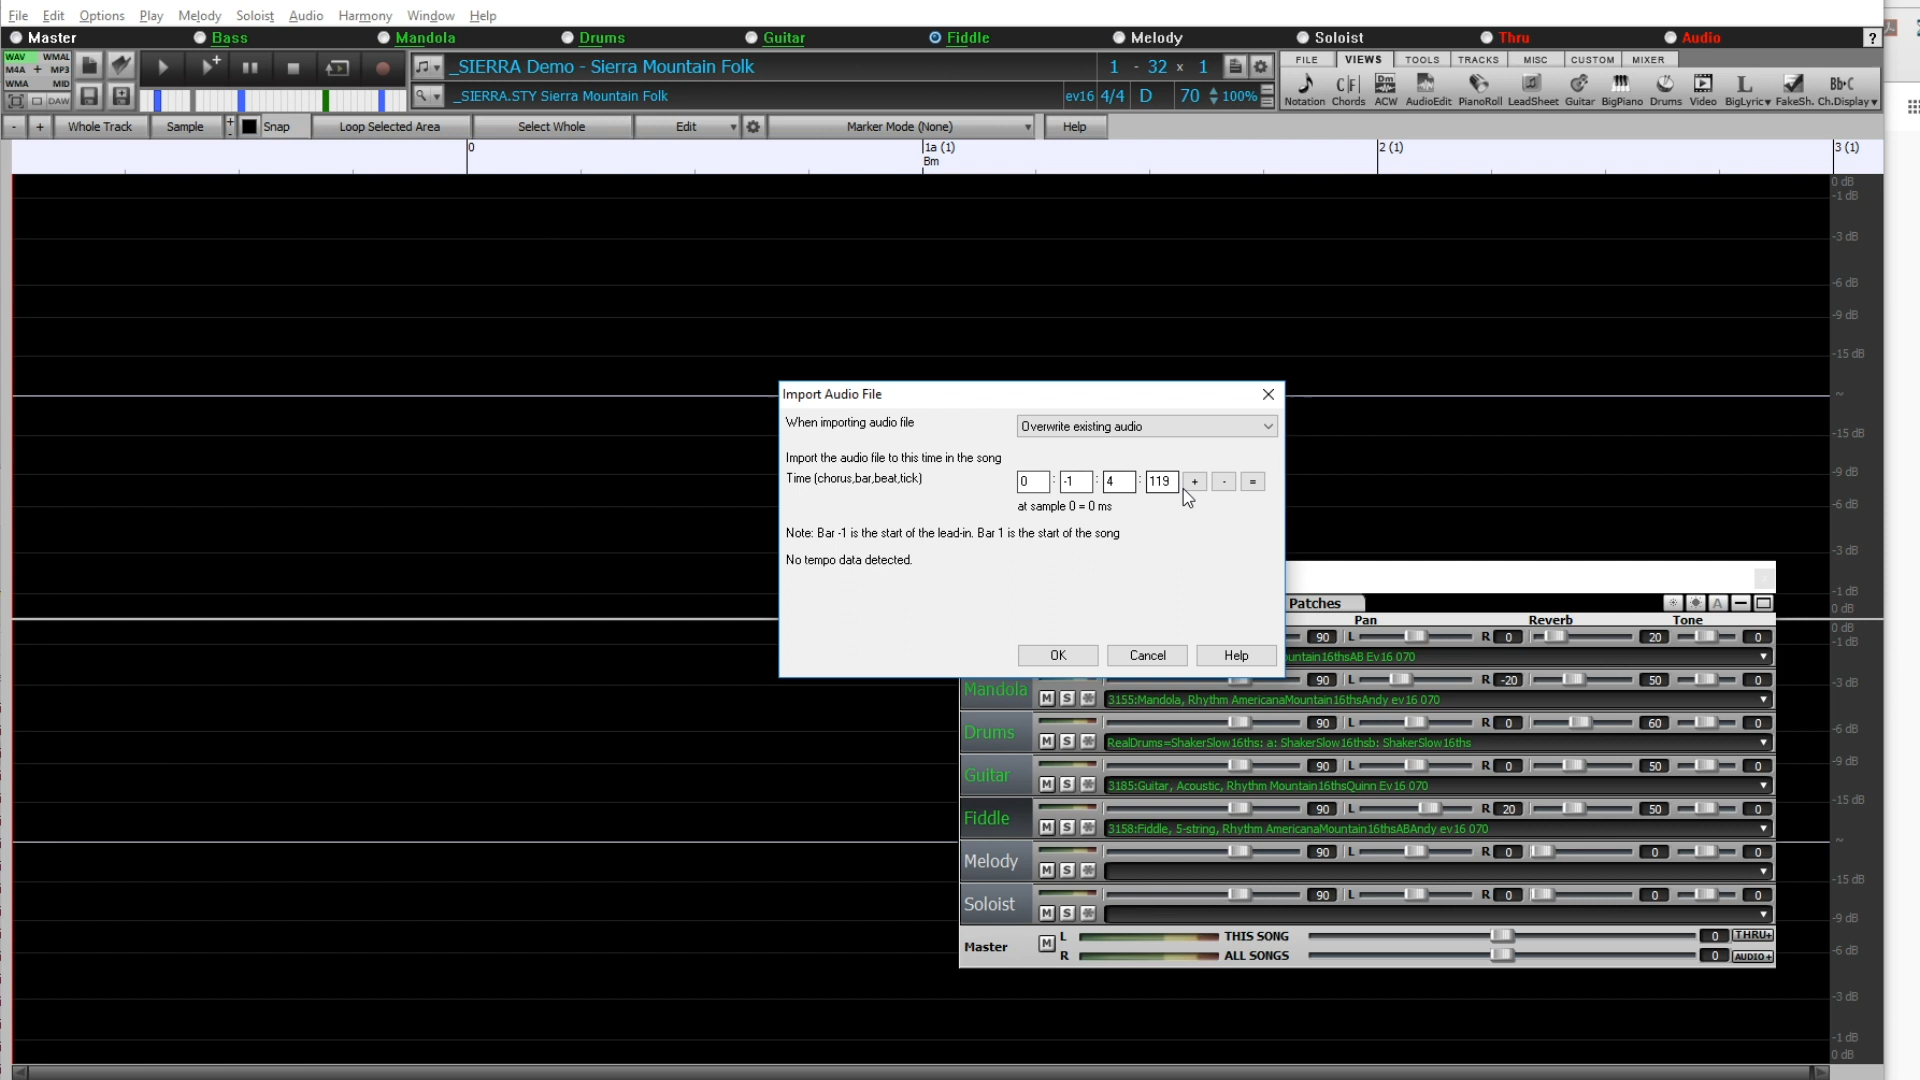 File Edit Options Play Melody Soloist Audio Harmony Window Help
Master Bass Mandola Drums Guitar Fiddle Melody Soloist Thru Audio ?
WAV WMAL
M4A + MP3
WMA MID
DAW
_SIERRA Demo - Sierra Mountain Folk 1 - 32 x 1
_SIERRA.STY Sierra Mountain Folk ev16 4/4 D 70 100%
FILE VIEWS TOOLS TRACKS MISC CUSTOM MIXER
Notation Chords ACW AudioEdit PianoRoll LeadSheet Guitar BigPiano Drums Video BigLyric FakeSh. Ch.Display
- + Whole Track Sample + - Snap Loop Selected Area Select Whole Edit Marker Mode (None) Help
0 1a (1) 2 (1) 3 (1)
Bm
0 dB
-1 dB
-3 dB
-6 dB
-9 dB
-15 dB
~
-15 dB
-9 dB
-6 dB
-3 dB
-1 dB
0 dB
0 dB
-1 dB
-3 dB
-6 dB
-9 dB
-15 dB
~
-15 dB
-9 dB
-6 dB
-3 dB
-1 dB
0 dB
Import Audio File
When importing audio file Overwrite existing audio
Import the audio file to this time in the song
Time (chorus,bar,beat,tick) 0 : -1 : 4 : 119 + - =
at sample 0 = 0 ms
Note: Bar -1 is the start of the lead-in. Bar 1 is the start of the song
No tempo data detected.
OK Cancel Help
Patches A
Pan Reverb Tone
90 L R 0 20 0
untain16thsAB Ev16 070
Mandola 90 L R -20 50 0
M S 3155:Mandola, Rhythm AmericanaMountain16thsAndy ev16 070
Drums 90 L R 0 60 0
M S RealDrums=ShakerSlow16ths: a: ShakerSlow16thsb: ShakerSlow16ths
Guitar 90 L R 0 50 0
M S 3185:Guitar, Acoustic, Rhythm Mountain16thsQuinn Ev16 070
Fiddle 90 L R 20 50 0
M S 3158:Fiddle, 5-string, Rhythm AmericanaMountain16thsABAndy ev16 070
Melody 90 L R 0 0 0
M S
Soloist 90 L R 0 0 0
M S
Master M L THIS SONG 0 THRU+
R ALL SONGS 0 AUDIO+